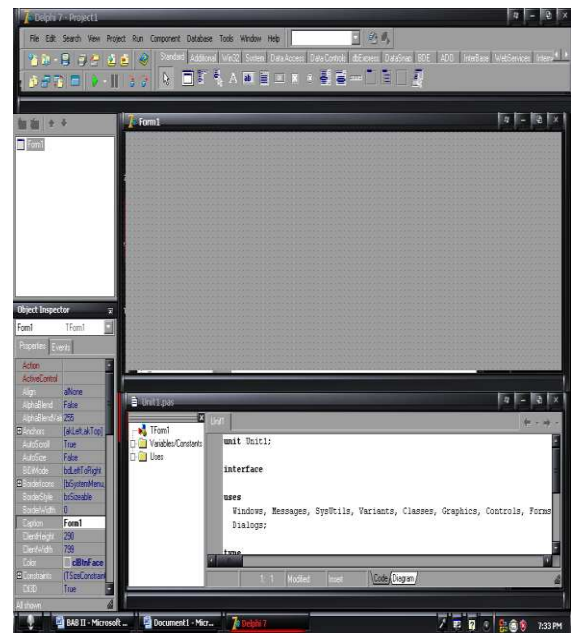 Delphi 7 - Project1
File Edit Search View Project Run Component Database Tools Window Help
Standard Additional Win32 System Data Access Data Controls dbExpress DataSnap BDE ADO InterBase WebServices
Form1
Form1
Object Inspector
Form1 TForm1
Properties Events
Action
ActiveControl
Align alNone
AlphaBlend False
255
Anchors [akLeft,akTop]
AutoScroll True
AutoSize False
BiDiMode bdLeftToRight
BorderIcons [biSystemMenu,
BorderStyle bsSizeable
BorderWidth 0
Caption Form1
ClientHeight 290
ClientWidth 799
Color clBtnFace
Constraints (TSizeConstraint
Ctl3D True
All shown
Unit1.pas
TForm1
Variables/Constants
Uses
Unit1
unit Unit1;
interface
uses
Windows, Messages, SysUtils, Variants, Classes, Graphics, Controls, Forms
Dialogs;
type
1: 1 Modified Insert Code Diagram
BAB II - Microsoft ... Document1 - Micr... Delphi 7 7:33 PM